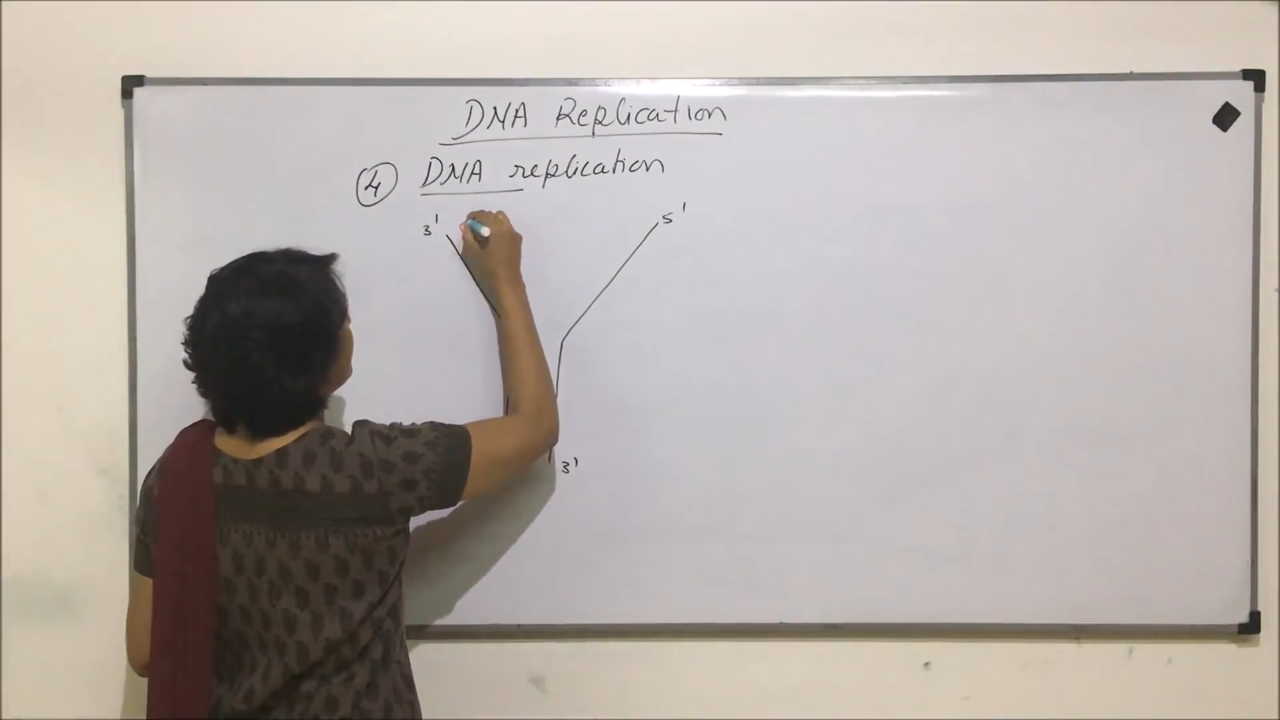 DNA Replication
④ DNA replication
3' 5'
3'